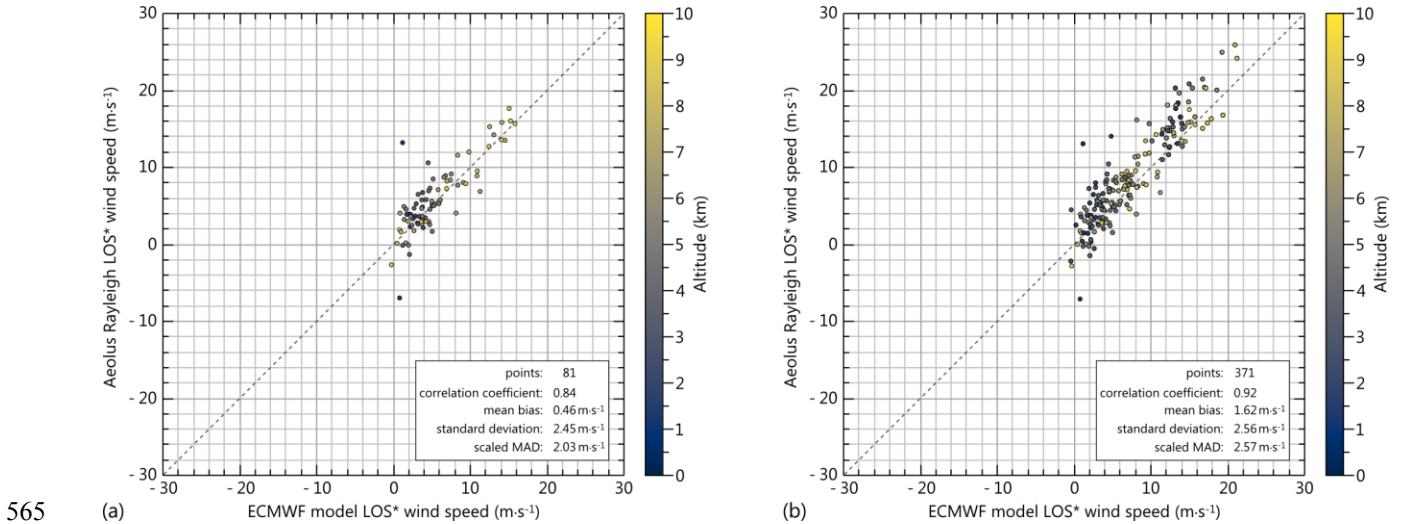 30
20
10
0
- 10
- 20
- 30
Aeolus Rayleigh LOS* wind speed (m·s⁻¹)
- 30 - 20 - 10 0 10 20 30
ECMWF model LOS* wind speed (m·s⁻¹)
points: 81
correlation coefficient: 0.84
mean bias: 0.46 m·s⁻¹
standard deviation: 2.45 m·s⁻¹
scaled MAD: 2.03 m·s⁻¹
10
9
8
7
6
5
4
3
2
1
0
Altitude (km)
565 (a)
30
20
10
0
- 10
- 20
- 30
Aeolus Rayleigh LOS* wind speed (m·s⁻¹)
- 30 - 20 - 10 0 10 20 30
ECMWF model LOS* wind speed (m·s⁻¹)
points: 371
correlation coefficient: 0.92
mean bias: 1.62 m·s⁻¹
standard deviation: 2.56 m·s⁻¹
scaled MAD: 2.57 m·s⁻¹
10
9
8
7
6
5
4
3
2
1
0
Altitude (km)
(b)